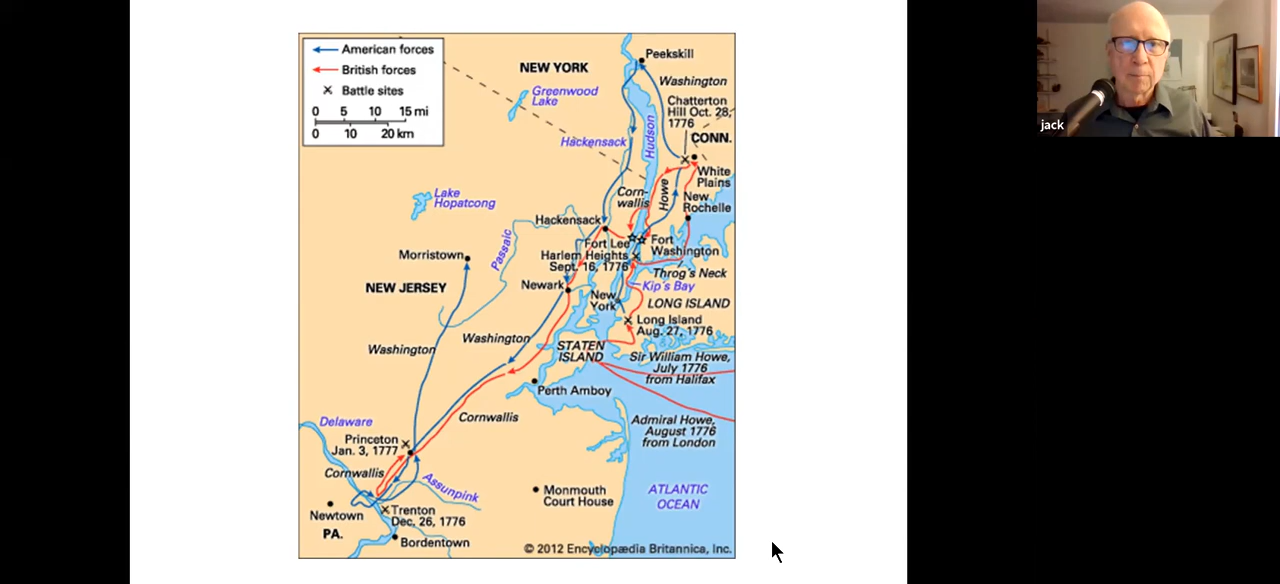 American forces
British forces
Battle sites
0 5 10 15 mi
0 10 20 km
NEW YORK
Greenwood
Lake
Peekskill
Washington
Chatterton
Hill Oct. 28,
1776
Hackensack
Hudson
CONN.
White
Plains
Lake
Hopatcong
Corn-
wallis
Howe
New
Rochelle
Hackensack
Fort Lee
Fort
Washington
Harlem Heights
Sept. 16, 1776
Throg's Neck
Morristown
Passaic
Kip's Bay
NEW JERSEY
Newark
New
York
LONG ISLAND
Long Island
Aug. 27, 1776
Washington
Washington
STATEN
ISLAND
Sir William Howe,
July 1776
from Halifax
Perth Amboy
Cornwallis
Admiral Howe,
August 1776
from London
Delaware
Princeton
Jan. 3, 1777
Cornwallis
Assunpink
Monmouth
Court House
ATLANTIC
OCEAN
Newtown
Trenton
Dec. 26, 1776
PA.
Bordentown
© 2012 Encyclopædia Britannica, Inc.
jack